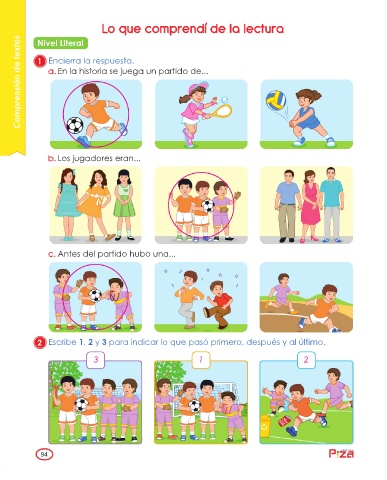 Comprensión de textos
Lo que comprendí de la lectura
Nivel Literal
1 Encierra la respuesta.
a. En la historia se juega un partido de...
b. Los jugadores eran...
c. Antes del partido hubo una...
2 Escribe 1, 2 y 3 para indicar lo que pasó primero, después y al último.
3 1 2
94